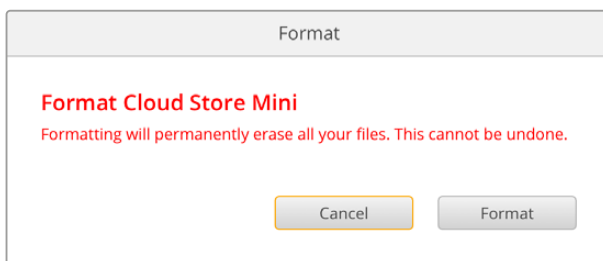 Format
Format Cloud Store Mini
Formatting will permanently erase all your files. This cannot be undone.
Cancel Format